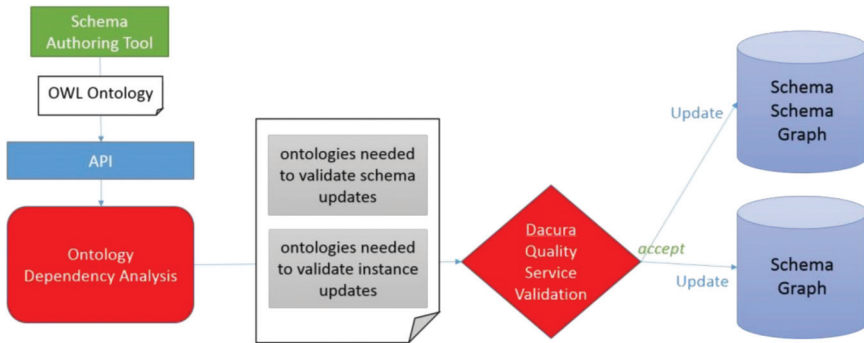 Schema
Authoring Tool
OWL Ontology
API
Ontology
Dependency Analysis
ontologies needed
to validate schema
updates
ontologies needed
to validate instance
updates
Dacura
Quality
Service
Validation
accept
Update
Schema
Schema
Graph
Update
Schema
Graph